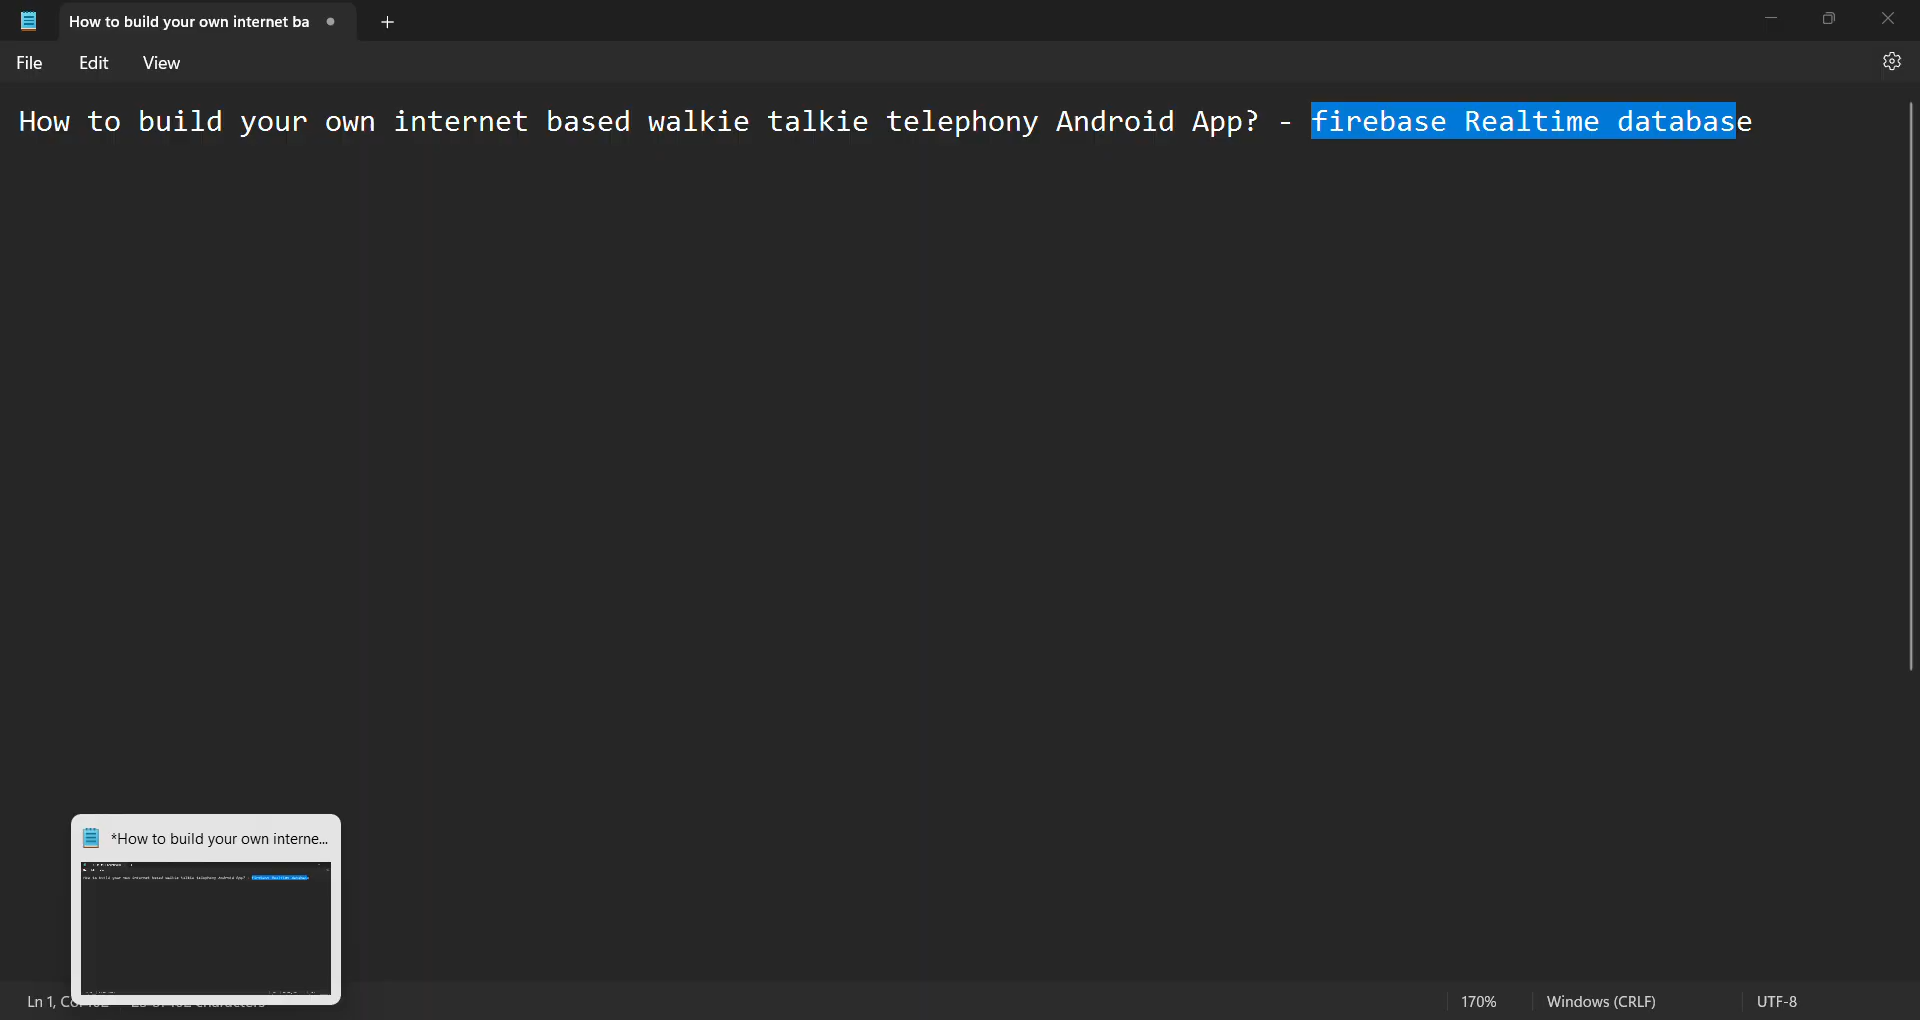 How to build your own internet ba
File Edit View
How to build your own internet based walkie talkie telephony Android App? - firebase Realtime database
*How to build your own interne...
Ln 1,
170% Windows (CRLF) UTF-8